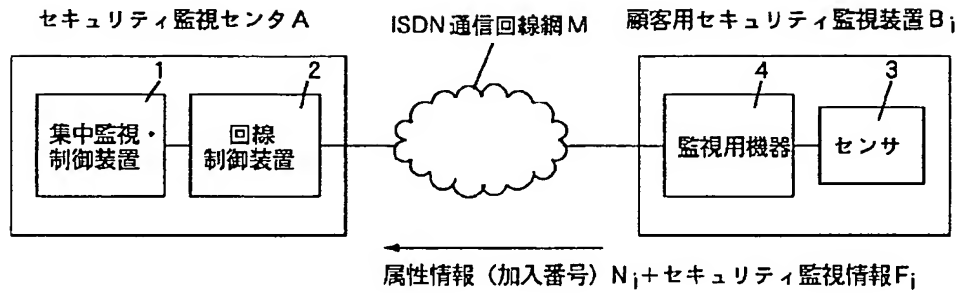 セキュリティ監視センタA
ISDN通信回線網M
顧客用セキュリティ監視装置Bi
1
2
4
3
集中監視・
制御装置
回線
制御装置
監視用機器
センサ
属性情報（加入番号）Ni＋セキュリティ監視情報Fi